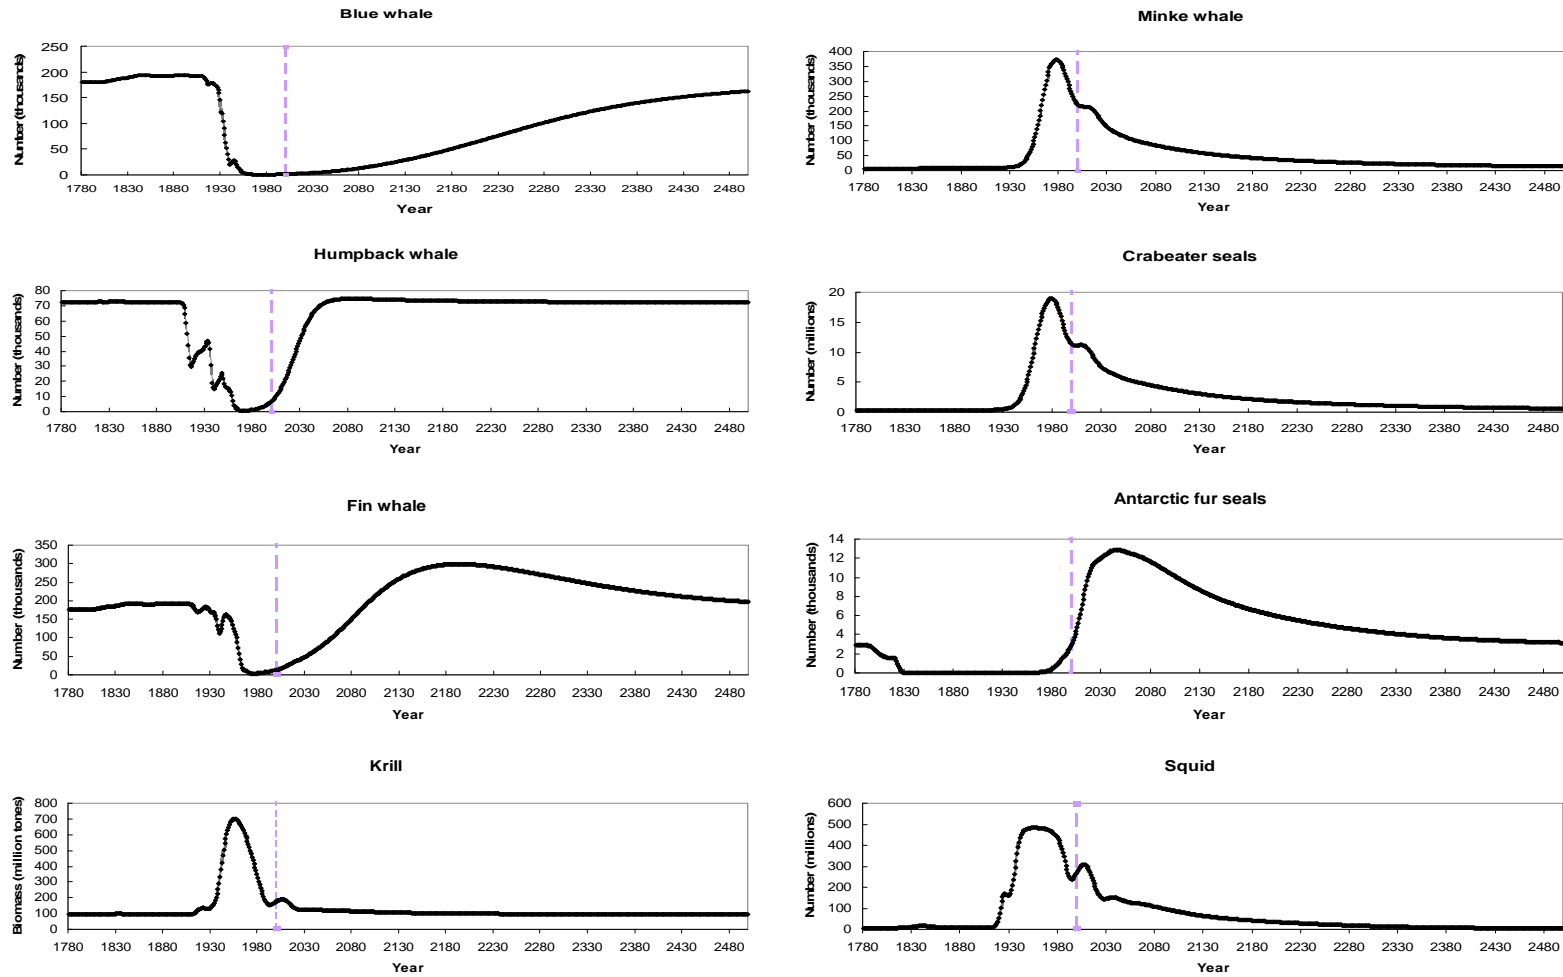 Blue whale
Number (thousands)
250
200
150
100
50
0
1780 1830 1880 1930 1980 2030 2080 2130 2180 2230 2280 2330 2380 2430 2480
Year
Minke whale
Number (thousands)
400
350
300
250
200
150
100
50
0
1780 1830 1880 1930 1980 2030 2080 2130 2180 2230 2280 2330 2380 2430 2480
Year
Humpback whale
Number (thousands)
80
70
60
50
40
30
20
10
0
1780 1830 1880 1930 1980 2030 2080 2130 2180 2230 2280 2330 2380 2430 2480
Year
Crabeater seals
Number (millions)
20
15
10
5
0
1780 1830 1880 1930 1980 2030 2080 2130 2180 2230 2280 2330 2380 2430 2480
Year
Fin whale
Number (thousands)
350
300
250
200
150
100
50
0
1780 1830 1880 1930 1980 2030 2080 2130 2180 2230 2280 2330 2380 2430 2480
Year
Antarctic fur seals
Number (thousands)
14
12
10
8
6
4
2
0
1780 1830 1880 1930 1980 2030 2080 2130 2180 2230 2280 2330 2380 2430 2480
Year
Krill
Biomass (million tones)
800
700
600
500
400
300
200
100
0
1780 1830 1880 1930 1980 2030 2080 2130 2180 2230 2280 2330 2380 2430 2480
Year
Squid
Number (millions)
600
500
400
300
200
100
0
1780 1830 1880 1930 1980 2030 2080 2130 2180 2230 2280 2330 2380 2430 2480
Year